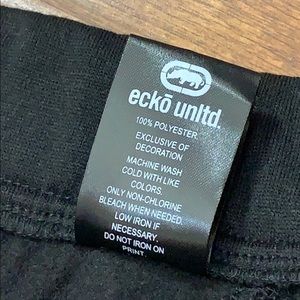 eckō unltd.
100% POLYESTER
EXCLUSIVE OF
DECORATION
MACHINE WASH
COLD WITH LIKE
COLORS.
ONLY NON-CHLORINE
BLEACH WHEN NEEDED.
LOW IRON IF
NECESSARY.
DO NOT IRON ON
PRINT.